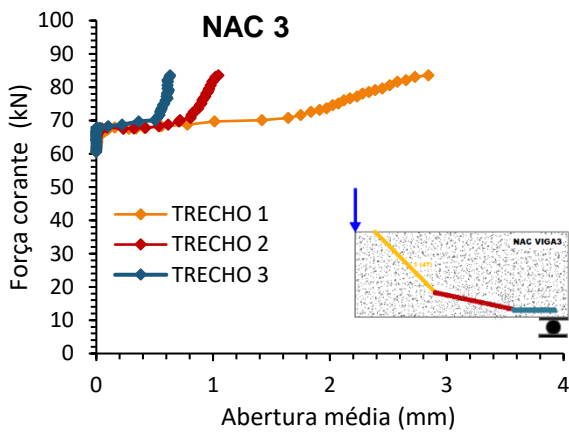 NAC 3
Força corante (kN)
100
90
80
70
60
50
40
30
20
10
0
TRECHO 1
TRECHO 2
TRECHO 3
NAC VIGA3
0
1
2
3
4
Abertura média (mm)